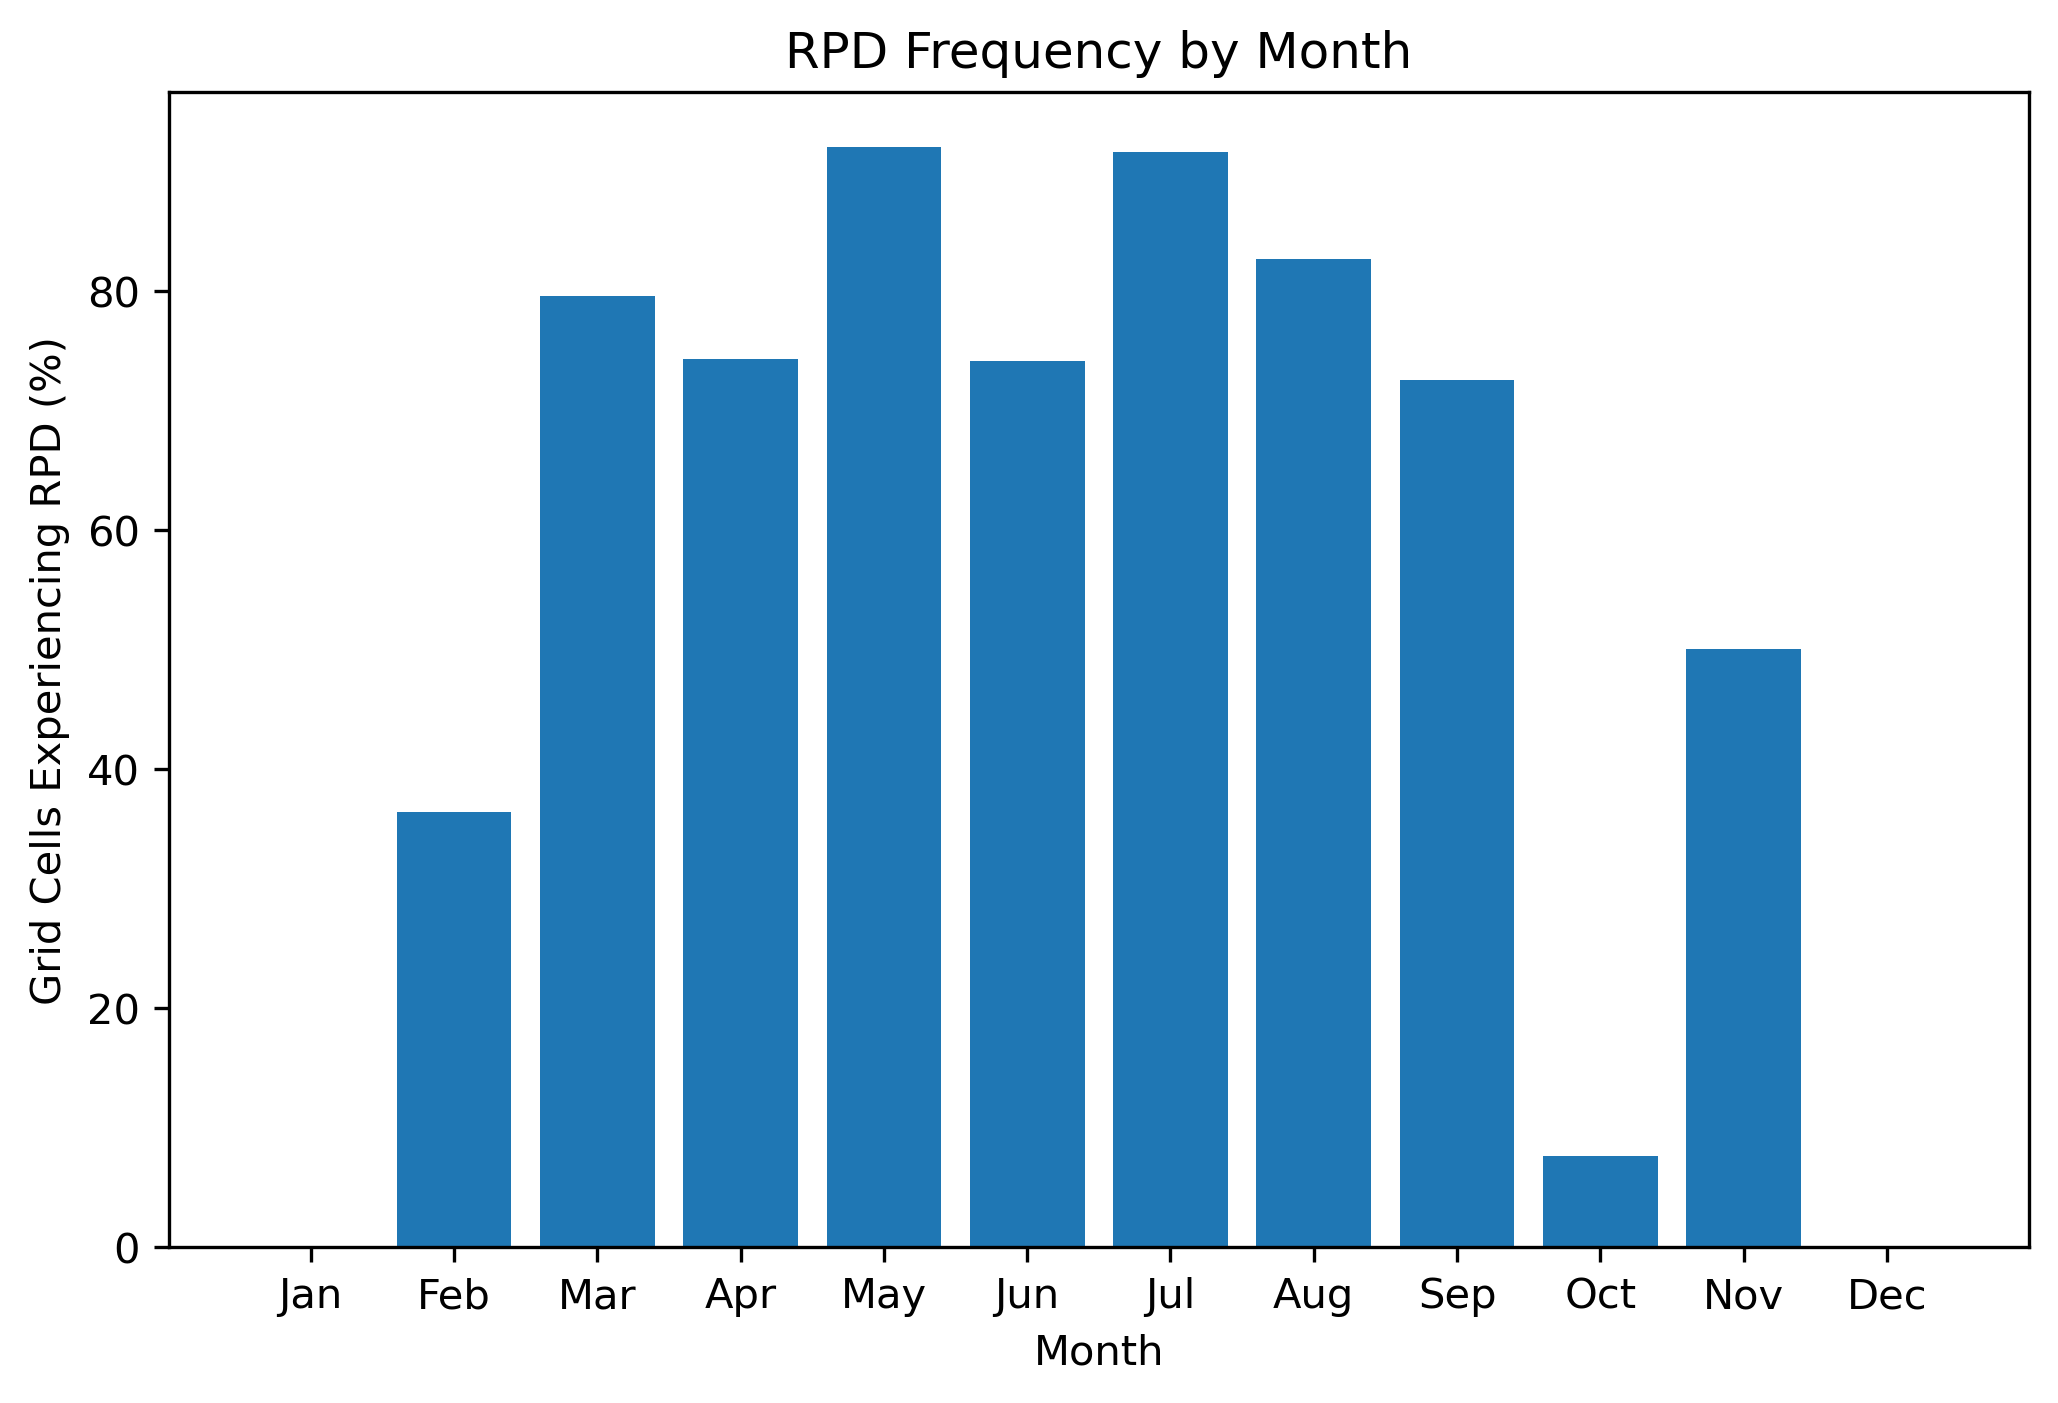 RPD Frequency by Month
Grid Cells Experiencing RPD (%)
80
60
40
20
0
Jan Feb Mar Apr May Jun Jul Aug Sep Oct Nov Dec
Month